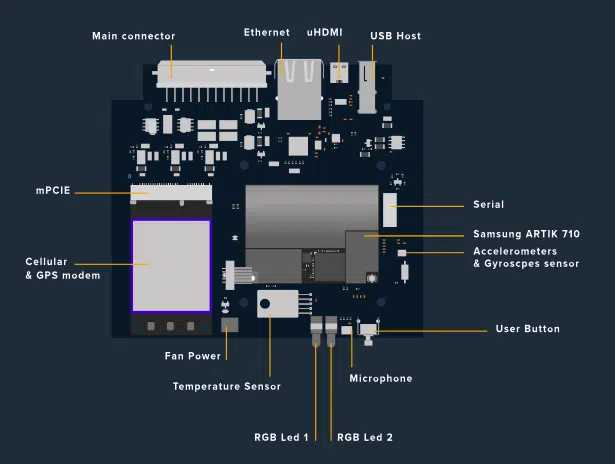 Main connector
Ethernet
uHDMI
USB Host
mPCIE
Serial
Samsung ARTIK 710
Accelerometers
& Gyroscpes sensor
Cellular
& GPS modem
User Button
Fan Power
Temperature Sensor
Microphone
RGB Led 1
RGB Led 2